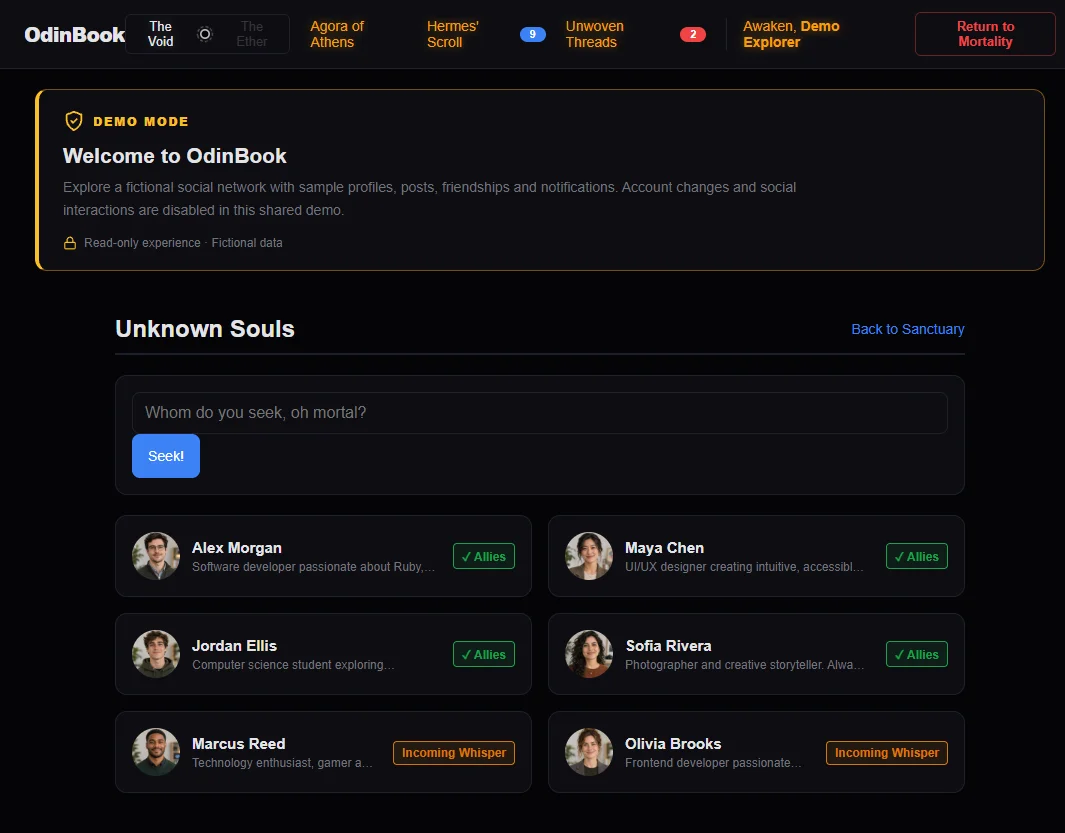 OdinBook
The Void
The Ether
Agora of Athens
Hermes' Scroll
9
Unwoven Threads
2
Awaken, Demo Explorer
Return to Mortality
DEMO MODE
Welcome to OdinBook
Explore a fictional social network with sample profiles, posts, friendships and notifications. Account changes and social
interactions are disabled in this shared demo.
Read-only experience · Fictional data
Unknown Souls
Back to Sanctuary
Whom do you seek, oh mortal?
Seek!
Alex Morgan
Software developer passionate about Ruby,...
✓ Allies
Maya Chen
UI/UX designer creating intuitive, accessibl...
✓ Allies
Jordan Ellis
Computer science student exploring...
✓ Allies
Sofia Rivera
Photographer and creative storyteller. Alwa...
✓ Allies
Marcus Reed
Technology enthusiast, gamer a...
Incoming Whisper
Olivia Brooks
Frontend developer passionate...
Incoming Whisper